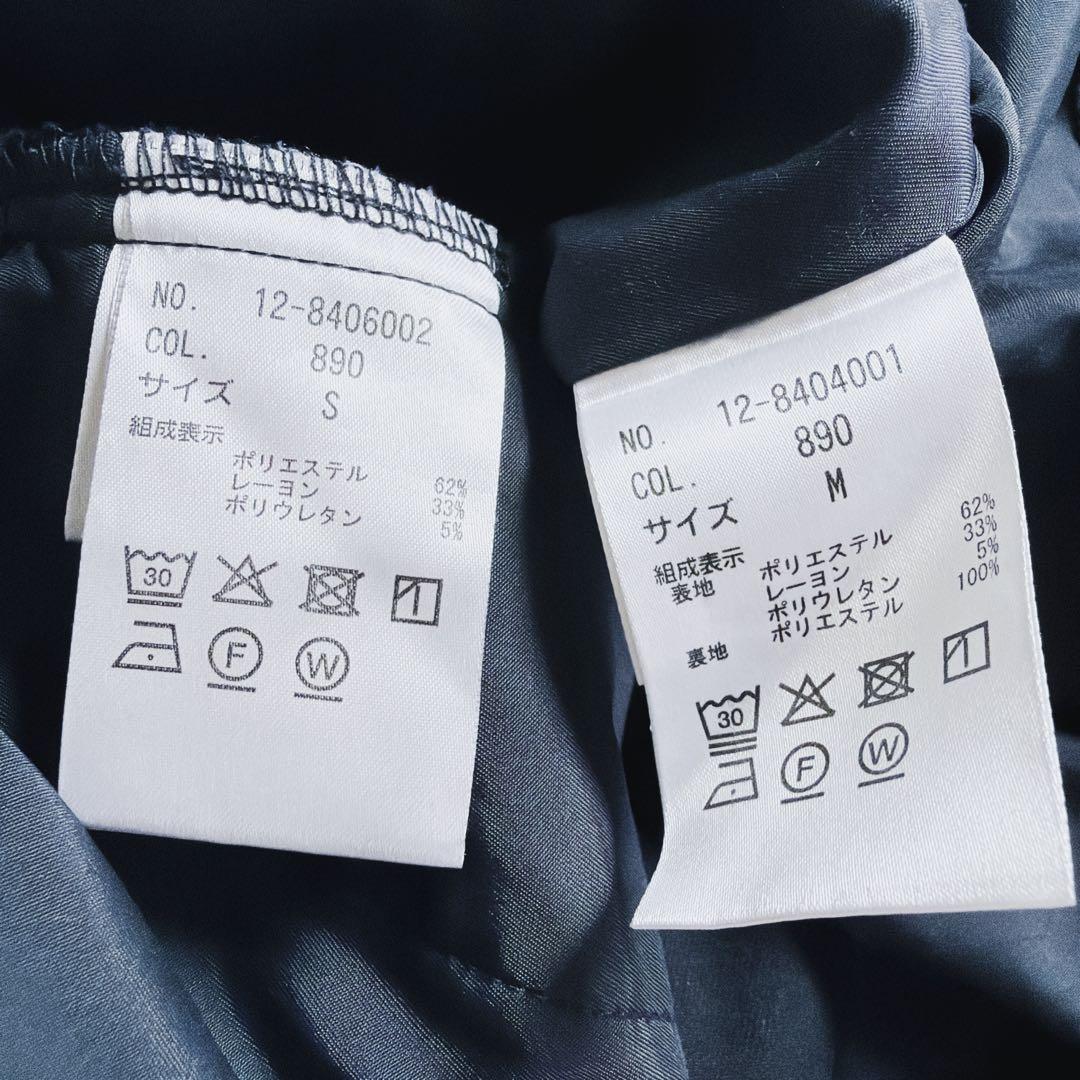 NO. 12-8406002
COL. 890
サイズ S
組成表示
ポリエステル 62%
レーヨン 33%
ポリウレタン 5%
30
F W
NO. 12-8404001
COL. 890
サイズ M
組成表示
表地 ポリエステル 62%
レーヨン 33%
ポリウレタン 5%
裏地 ポリエステル 100%
30
F W